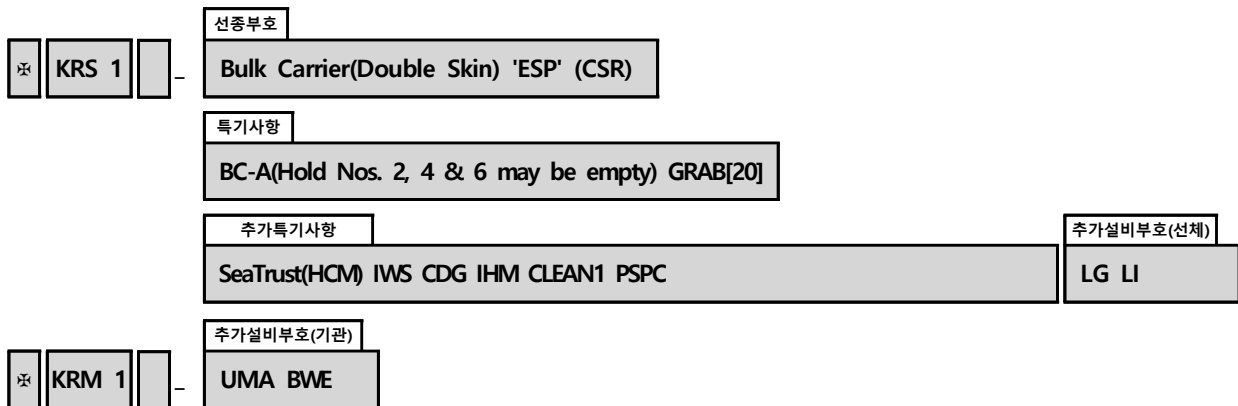 선종부호
✠ KRS 1 – Bulk Carrier(Double Skin) 'ESP' (CSR)
특기사항
BC-A(Hold Nos. 2, 4 & 6 may be empty) GRAB[20]
추가특기사항 추가설비부호(선체)
SeaTrust(HCM) IWS CDG IHM CLEAN1 PSPC LG LI
추가설비부호(기관)
✠ KRM 1 – UMA BWE